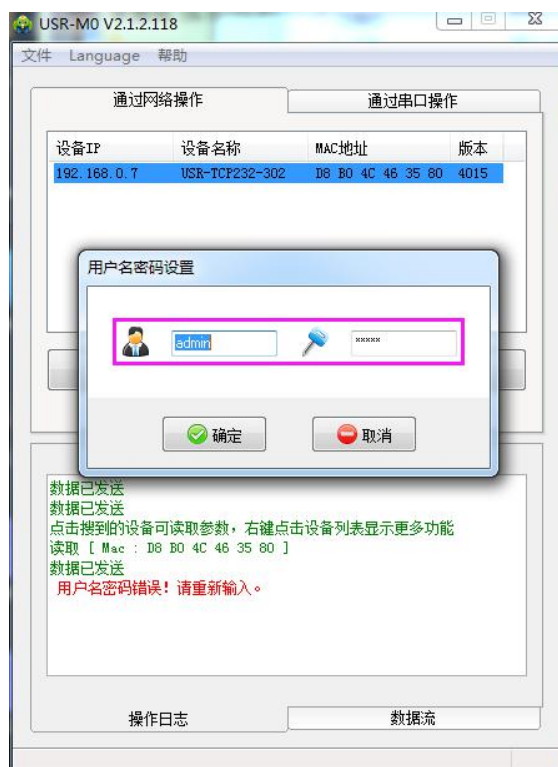 USR-M0 V2.1.2.118
文件 Language 帮助
通过网络操作 通过串口操作
设备IP 设备名称 MAC地址 版本
192.168.0.7 USR-TCP232-302 D8 B0 4C 46 35 80 4015
用户名密码设置
admin *****
确定 取消
数据已发送
数据已发送
点击搜到的设备可读取参数，右键点击设备列表显示更多功能
读取 [ Mac : D8 B0 4C 46 35 80 ]
数据已发送
用户名密码错误！请重新输入。
操作日志 数据流